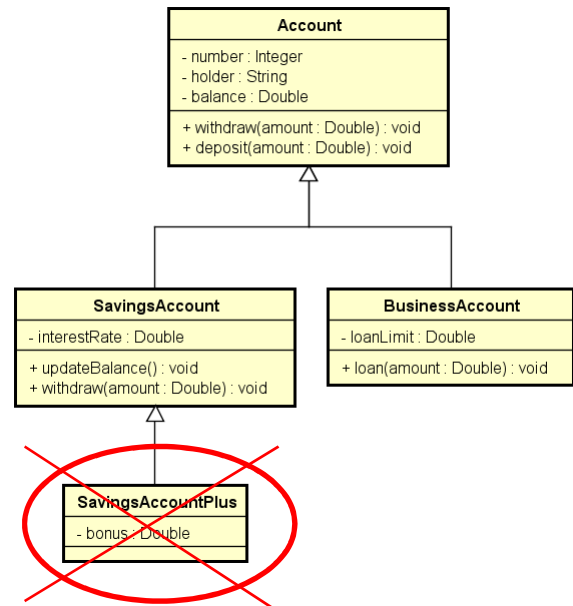 Account
- number : Integer
- holder : String
- balance : Double
+ withdraw(amount : Double) : void
+ deposit(amount : Double) : void
SavingsAccount
- interestRate : Double
+ updateBalance() : void
+ withdraw(amount : Double) : void
BusinessAccount
- loanLimit : Double
+ loan(amount : Double) : void
SavingsAccountPlus
- bonus : Double